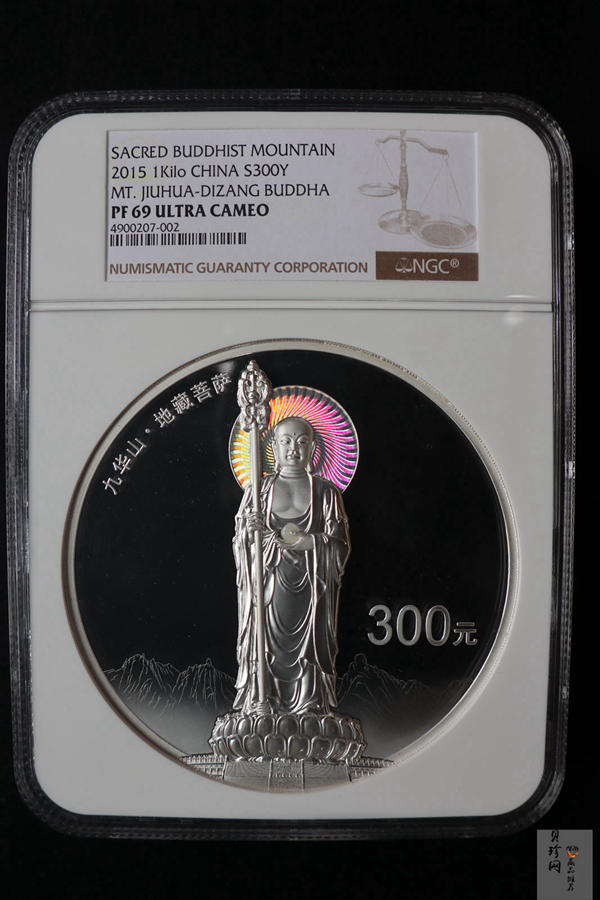 SACRED BUDDHIST MOUNTAIN
2015 1Kilo CHINA S300Y
MT. JIUHUA-DIZANG BUDDHA
PF 69 ULTRA CAMEO
4900207-002
NUMISMATIC GUARANTY CORPORATION
NGC®
九华山·地藏菩萨
300元
贝珍网